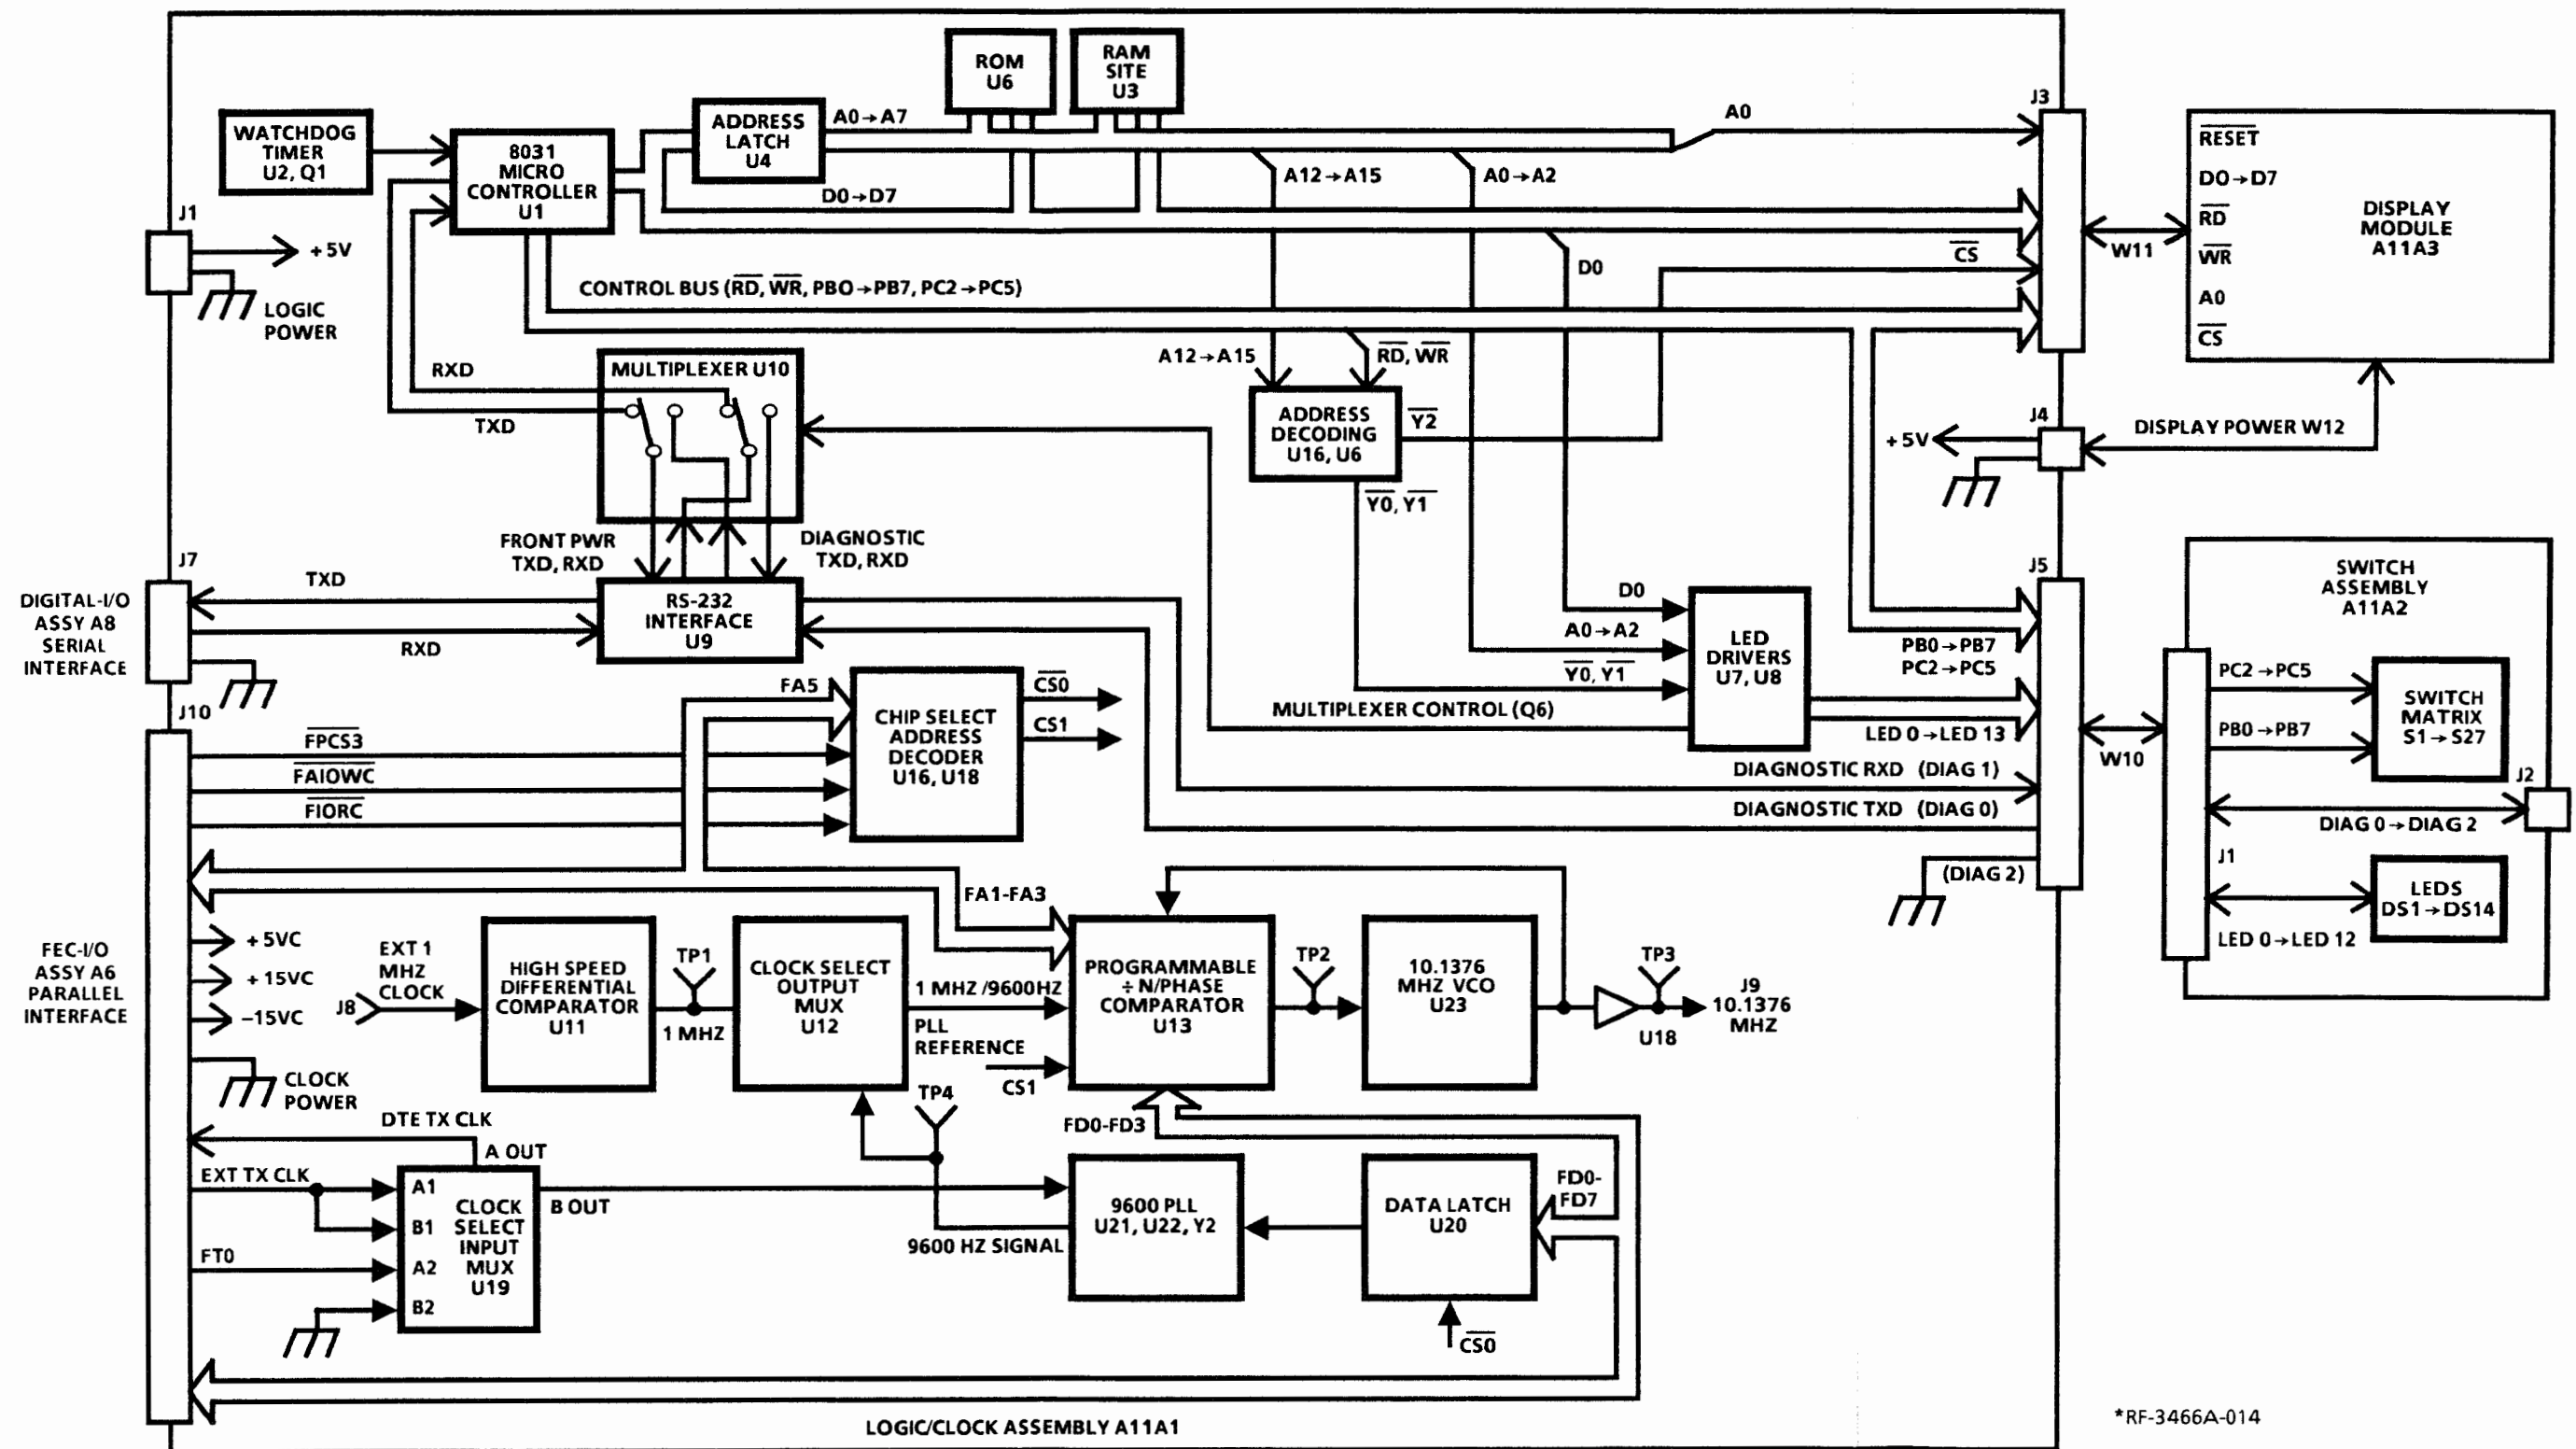 ROM
U6
RAM
SITE
U3
WATCHDOG
TIMER
U2, Q1
8031
MICRO
CONTROLLER
U1
ADDRESS
LATCH
U4
A0→A7
D0→D7
A12→A15
A0→A2
A0
J3
RESET
DO→D7
RD
WR
A0
CS
DISPLAY
MODULE
A11A3
W11
J1
+5V
LOGIC
POWER
CONTROL BUS (RD, WR, PBO→PB7, PC2→PC5)
D0
CS
RXD
TXD
MULTIPLEXER U10
A12→A15
RD, WR
ADDRESS
DECODING
U16, U6
Y2
Y0, Y1
J4
+5V
DISPLAY POWER W12
FRONT PWR
TXD, RXD
DIAGNOSTIC
TXD, RXD
J7
DIGITAL-I/O
ASSY A8
SERIAL
INTERFACE
TXD
RXD
RS-232
INTERFACE
U9
D0
A0→A2
Y0, Y1
LED
DRIVERS
U7, U8
MULTIPLEXER CONTROL (Q6)
J5
PB0→PB7
PC2→PC5
LED 0→LED 13
DIAGNOSTIC RXD (DIAG 1)
DIAGNOSTIC TXD (DIAG 0)
(DIAG 2)
W10
SWITCH
ASSEMBLY
A11A2
PC2→PC5
PB0→PB7
SWITCH
MATRIX
S1→S27
J2
DIAG 0→DIAG 2
J1
LEDS
DS1→DS14
LED 0→LED 12
J10
FA5
FPCS3
FAIOWC
FIORC
CHIP SELECT
ADDRESS
DECODER
U16, U18
CS0
CS1
FA1-FA3
FEC-I/O
ASSY A6
PARALLEL
INTERFACE
+5VC
+15VC
–15VC
CLOCK
POWER
EXT 1
MHZ
CLOCK
J8
HIGH SPEED
DIFFERENTIAL
COMPARATOR
U11
TP1
1 MHZ
CLOCK SELECT
OUTPUT
MUX
U12
1 MHZ/9600HZ
PLL
REFERENCE
CS1
PROGRAMMABLE
÷ N/PHASE
COMPARATOR
U13
TP2
10.1376
MHZ VCO
U23
TP3
U18
J9
10.1376
MHZ
DTE TX CLK
A OUT
EXT TX CLK
FT0
A1
B1
A2
B2
CLOCK
SELECT
INPUT
MUX
U19
B OUT
TP4
FD0-FD3
9600 HZ SIGNAL
9600 PLL
U21, U22, Y2
DATA LATCH
U20
FD0-
FD7
CS0
LOGIC/CLOCK ASSEMBLY A11A1
*RF-3466A-014